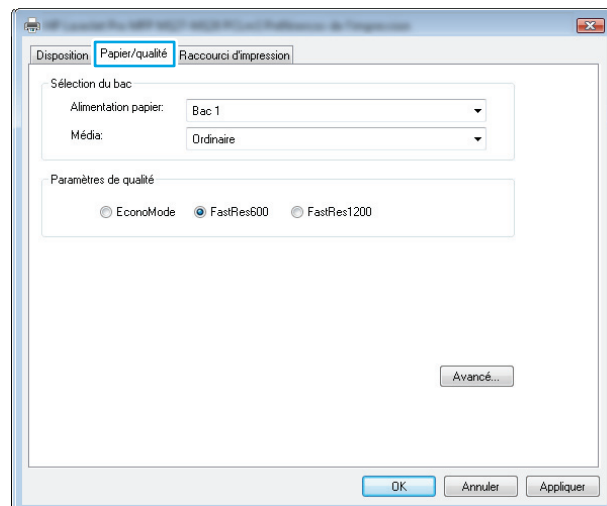 Disposition Papier/qualité Raccourci d'impression
Sélection du bac
Alimentation papier: Bac 1
Média: Ordinaire
Paramètres de qualité
EconoMode FastRes600 FastRes1200
Avancé...
OK Annuler Appliquer